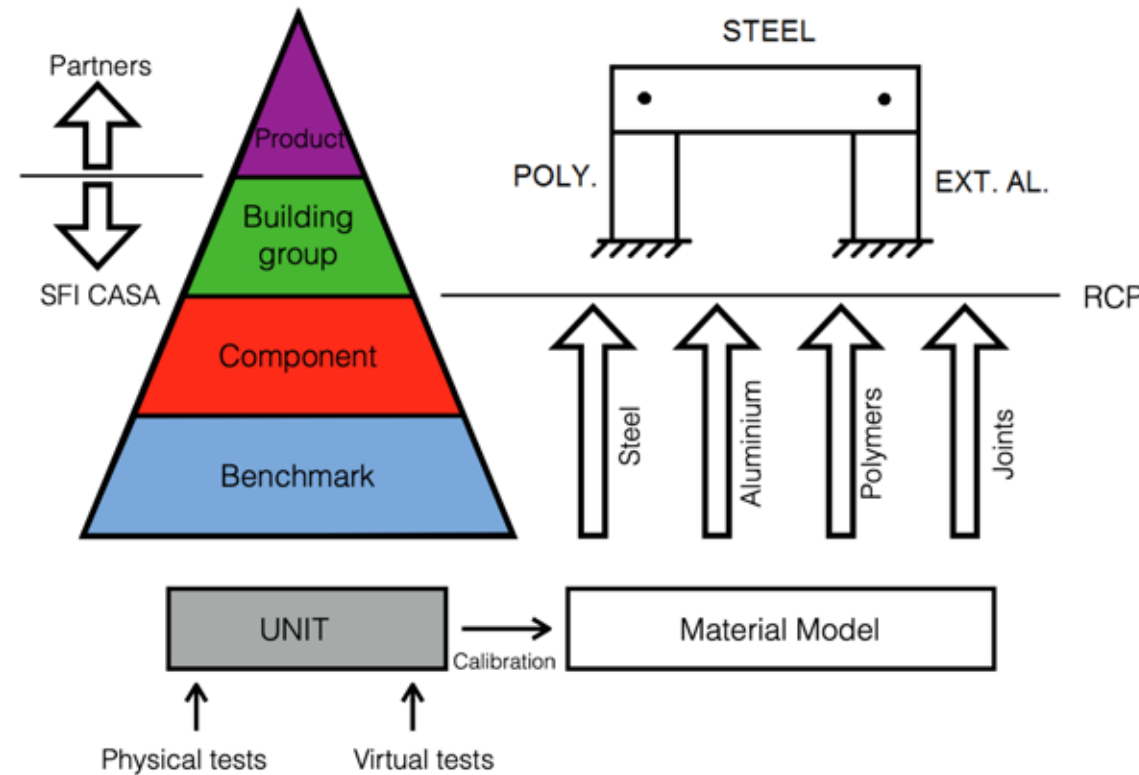 STEEL
Partners
Product
POLY.
EXT. AL.
Building
group
SFI CASA
RCP
Component
Steel
Aluminium
Polymers
Joints
Benchmark
UNIT
Calibration
Material Model
Physical tests
Virtual tests